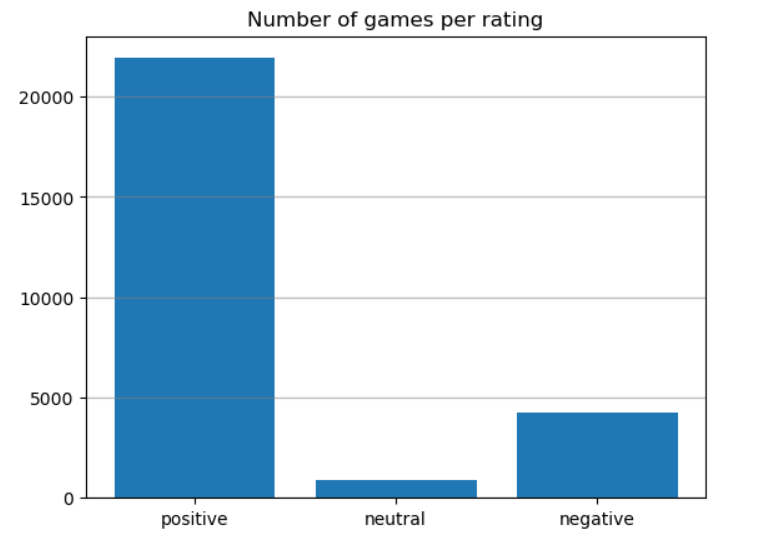 Number of games per rating
20000
15000
10000
5000
0
positive neutral negative